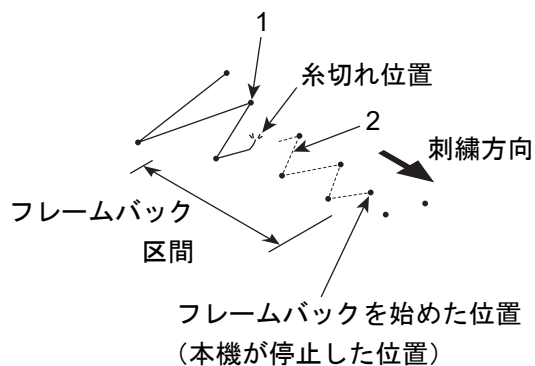 1
糸切れ位置
2
刺繍方向
フレームバック
区間
フレームバックを始めた位置
（本機が停止した位置）